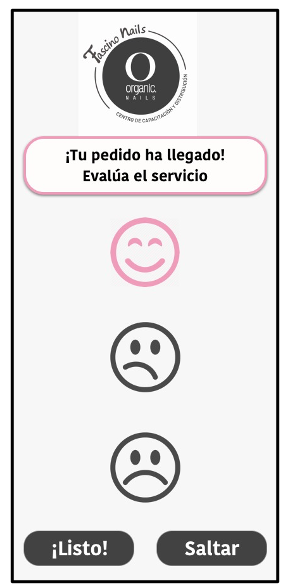 Fascino Nails
O
organic.
NAILS
CENTRO DE CAPACITACIÓN Y DISTRIBUCIÓN
¡Tu pedido ha llegado!
Evalúa el servicio
¡Listo!
Saltar